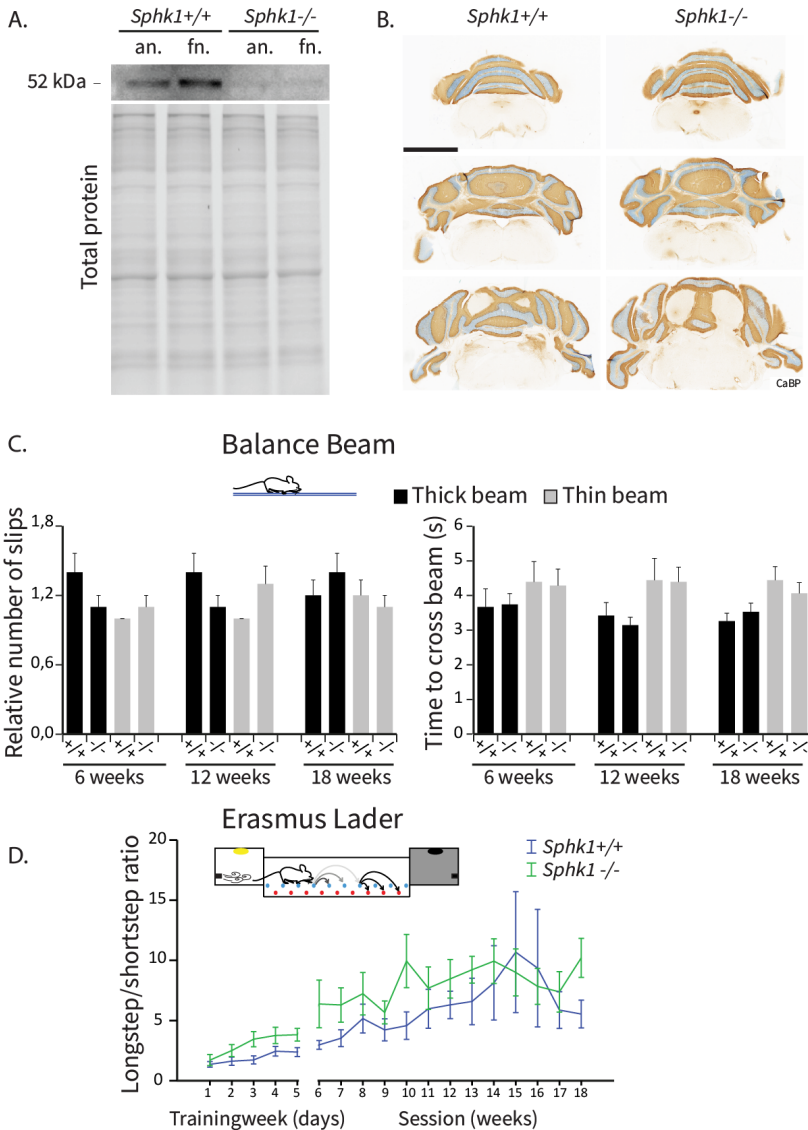 A.
Sphk1+/+ Sphk1-/-
an. fn. an. fn.
52 kDa –
Total protein
B.
Sphk1+/+ Sphk1-/-
CaBP
C.
Balance Beam
Thick beam Thin beam
Relative number of slips
1,8
1,2
0,6
0,0
+/+ -/- +/+ -/- +/+ -/- +/+ -/- +/+ -/- +/+ -/-
6 weeks 12 weeks 18 weeks
Time to cross beam (s)
6
5
4
3
2
1
0
+/+ -/- +/+ -/- +/+ -/- +/+ -/- +/+ -/- +/+ -/-
6 weeks 12 weeks 18 weeks
D.
Erasmus Lader
Sphk1+/+
Sphk1 -/-
Longstep/shortstep ratio
20
15
10
5
0
1 2 3 4 5 6 7 8 9 10 11 12 13 14 15 16 17 18
Trainingweek (days) Session (weeks)